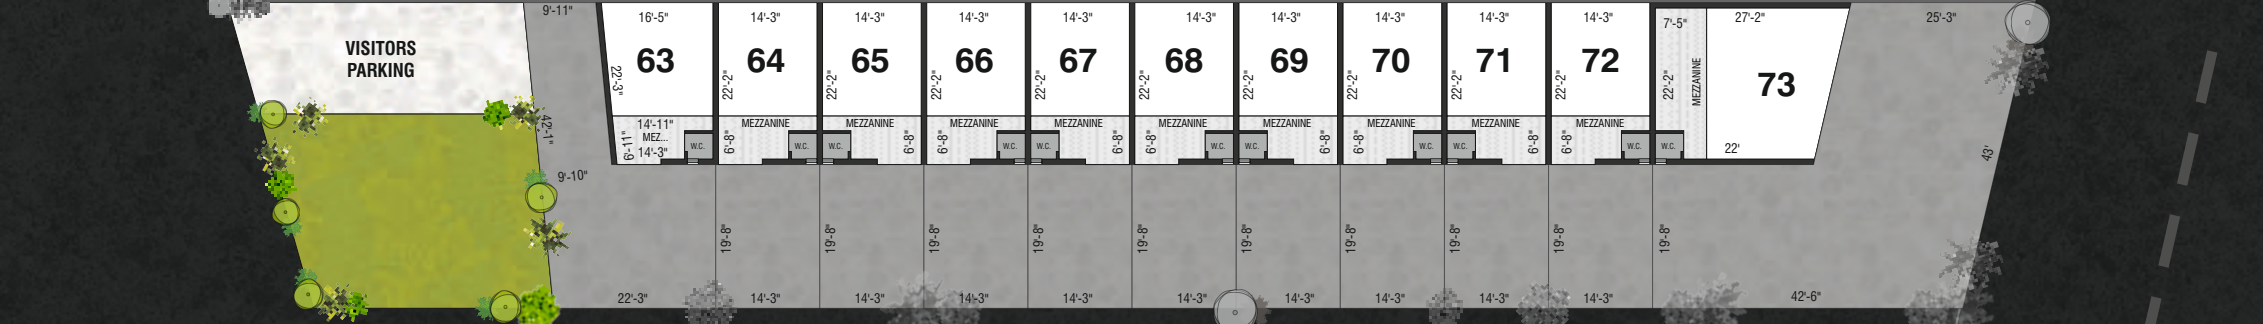 VISITORS
PARKING
9'-11"
42'-1"
9'-10"
16'-5" 14'-3" 14'-3" 14'-3" 14'-3" 14'-3" 14'-3" 14'-3" 14'-3" 14'-3" 7'-5" 27'-2" 25'-3"
63 64 65 66 67 68 69 70 71 72 73
22'-3" 22'-2" 22'-2" 22'-2" 22'-2" 22'-2" 22'-2" 22'-2" 22'-2" 22'-2" 22'-2" MEZZANINE
14'-11" MEZZANINE MEZZANINE MEZZANINE MEZZANINE MEZZANINE MEZZANINE MEZZANINE MEZZANINE MEZZANINE
MEZ...
6'-11" 6'-8" 6'-8" 6'-8" 6'-8" 6'-8" 6'-8" 6'-8" 6'-8" 6'-8"
14'-3" W.C. W.C. W.C. W.C. W.C. W.C. W.C. W.C. W.C. W.C. W.C. 22' 43'
19'-8" 19'-8" 19'-8" 19'-8" 19'-8" 19'-8" 19'-8" 19'-8" 19'-8" 19'-8"
22'-3" 14'-3" 14'-3" 14'-3" 14'-3" 14'-3" 14'-3" 14'-3" 14'-3" 14'-3" 42'-6"